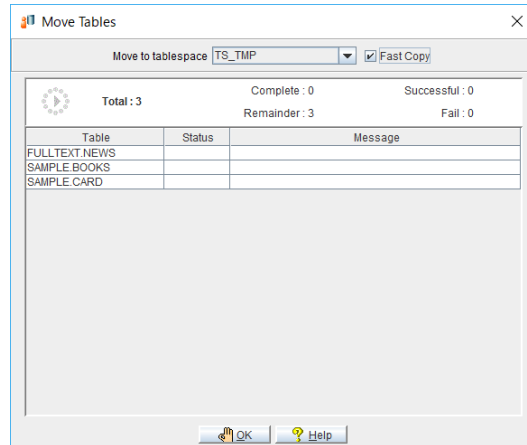 Move Tables
Move to tablespace TS_TMP Fast Copy
Total : 3 Complete : 0 Successful : 0
Remainder : 3 Fail : 0
Table Status Message
FULLTEXT.NEWS
SAMPLE.BOOKS
SAMPLE.CARD
OK Help